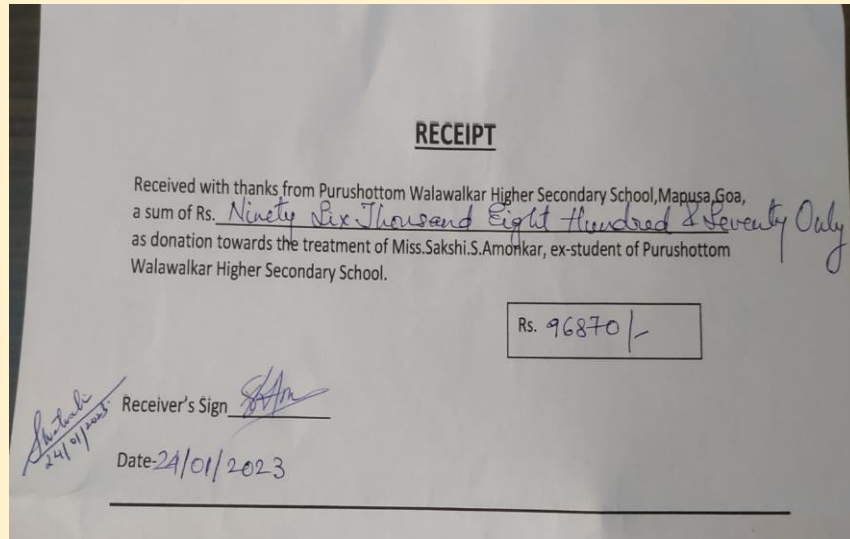 RECEIPT
Received with thanks from Purushottom Walawalkar Higher Secondary School,Mapusa,Goa,
a sum of Rs. Ninety Six Thousand Eight Hundred & Seventy Only
as donation towards the treatment of Miss.Sakshi.S.Amonkar, ex-student of Purushottom
Walawalkar Higher Secondary School.
Rs. 96870/-
Receiver's Sign
24/01/2023
Date-24/01/2023